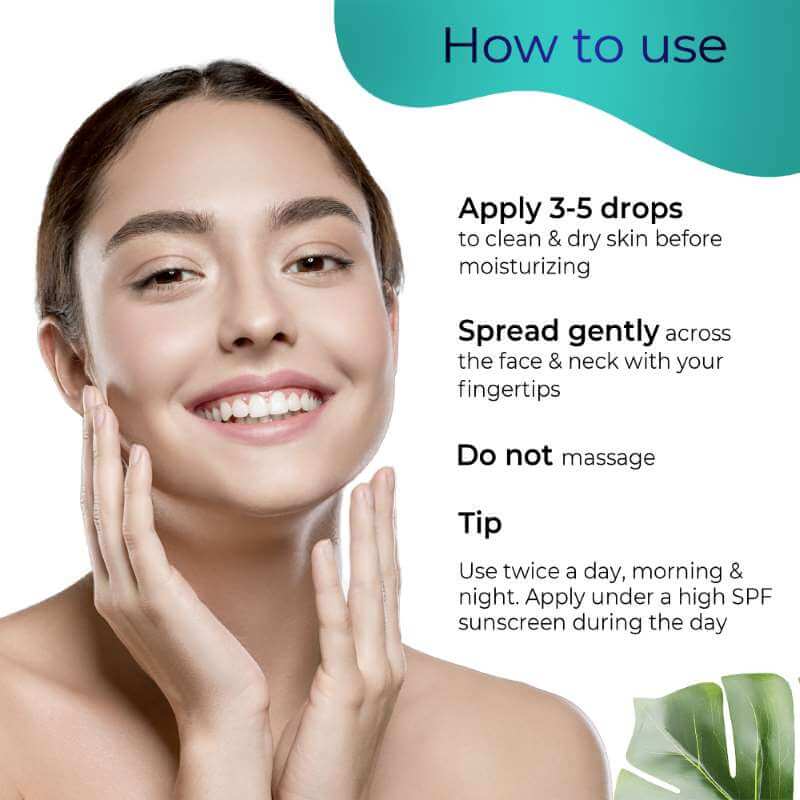 How to use
Apply 3-5 drops
to clean & dry skin before
moisturizing
Spread gently across
the face & neck with your
fingertips
Do not massage
Tip
Use twice a day, morning &
night. Apply under a high SPF
sunscreen during the day